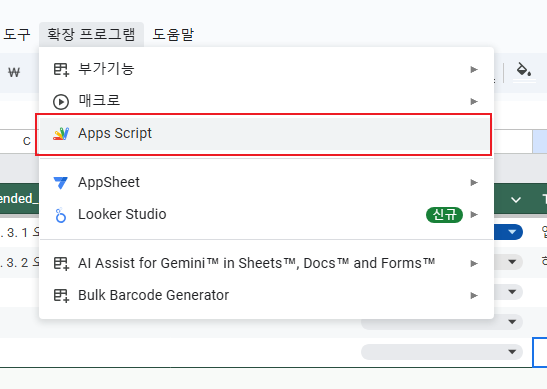 도구 확장 프로그램 도움말
₩
부가기능
매크로
Apps Script
C
AppSheet
ended_
Looker Studio 신규
. 3. 1 오
. 3. 2 오
AI Assist for Gemini™ in Sheets™, Docs™ and Forms™
Bulk Barcode Generator